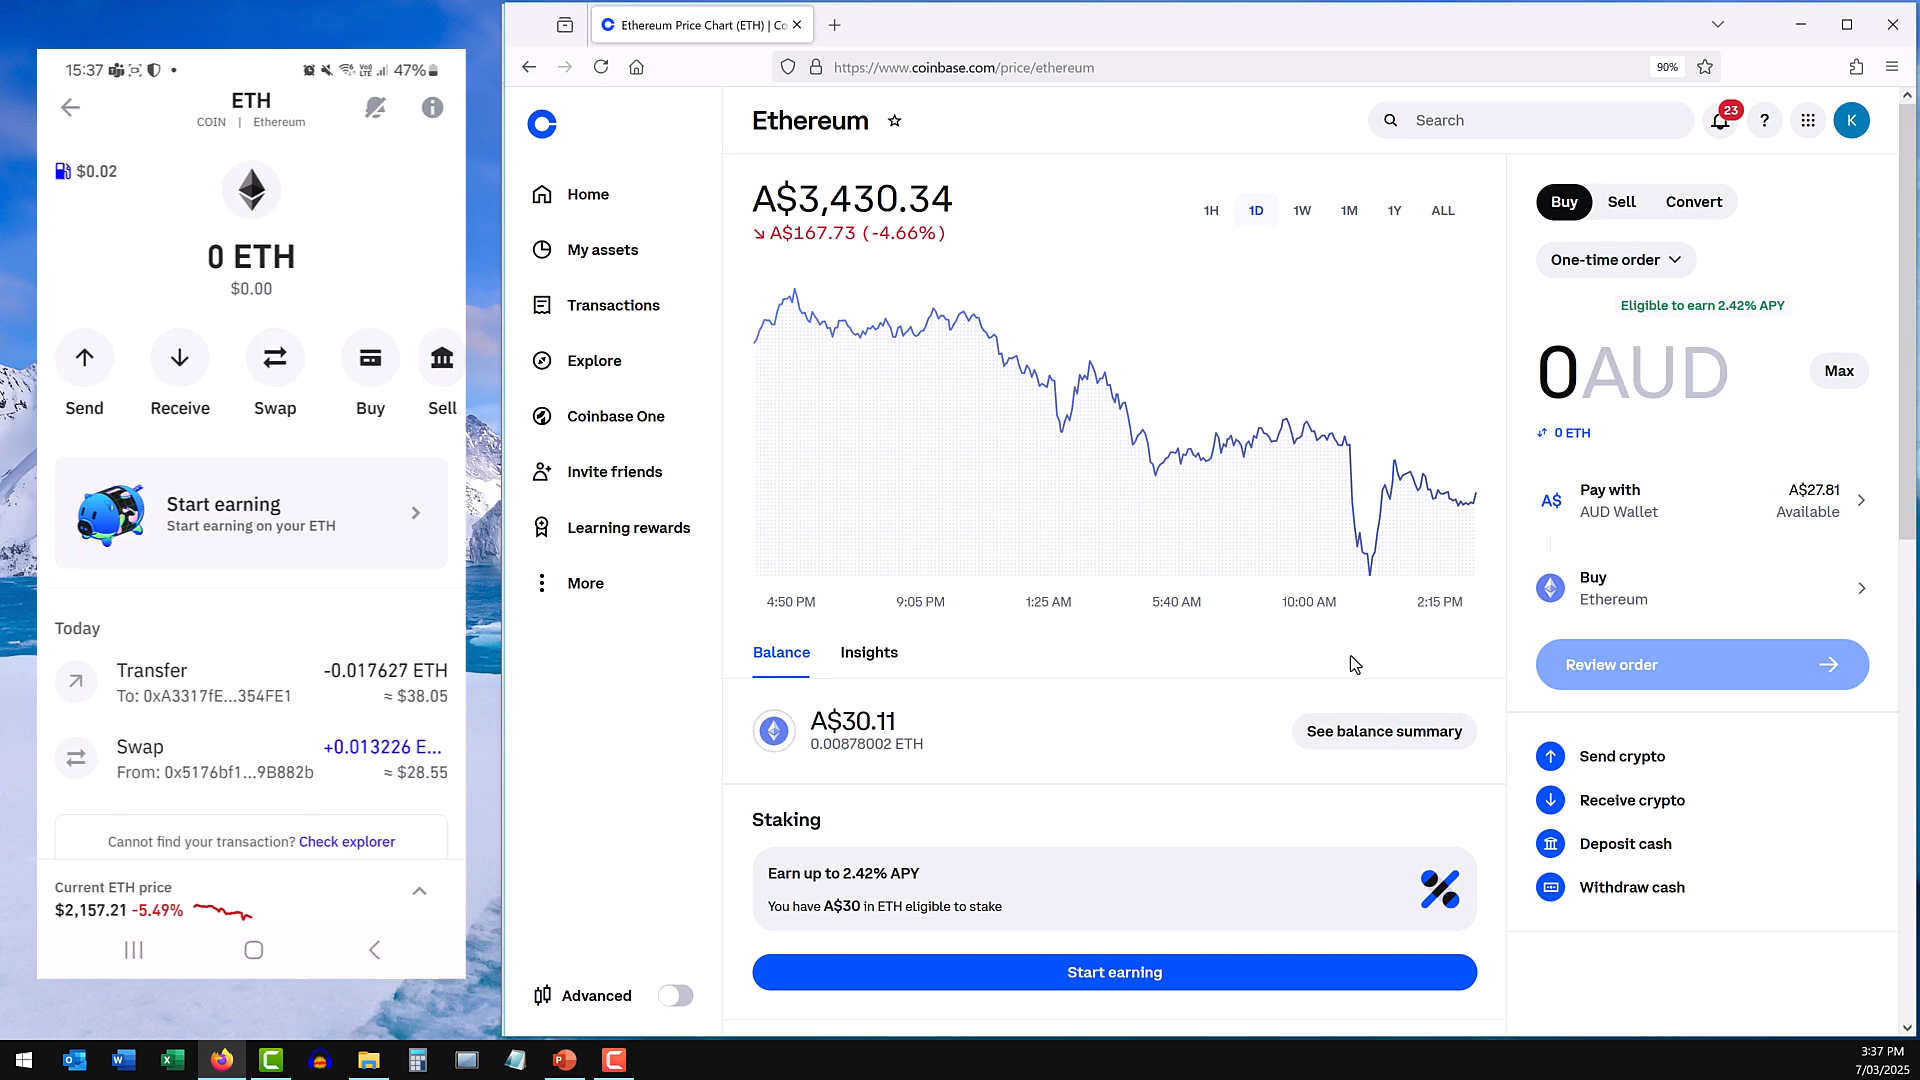 15:37
47%
ETH
COIN | Ethereum
$0.02
0 ETH
$0.00
Send
Receive
Swap
Buy
Sell
Start earning
Start earning on your ETH
Today
Transfer
-0.017627 ETH
To: 0xA3317fE...354FE1
≈ $38.05
Swap
+0.013226 E...
From: 0x5176bf1...9B882b
≈ $28.55
Cannot find your transaction? Check explorer
Current ETH price
$2,157.21 -5.49%
Ethereum Price Chart (ETH) | Co
https://www.coinbase.com/price/ethereum
90%
Home
My assets
Transactions
Explore
Coinbase One
Invite friends
Learning rewards
More
Advanced
Ethereum
Search
23
?
K
A$3,430.34
↘ A$167.73 (-4.66%)
1H
1D
1W
1M
1Y
ALL
4:50 PM
9:05 PM
1:25 AM
5:40 AM
10:00 AM
2:15 PM
Balance
Insights
A$30.11
0.00878002 ETH
See balance summary
Staking
Earn up to 2.42% APY
You have A$30 in ETH eligible to stake
Start earning
Buy
Sell
Convert
One-time order
Eligible to earn 2.42% APY
0AUD
Max
0 ETH
A$
Pay with
AUD Wallet
A$27.81
Available
Buy
Ethereum
Review order
Send crypto
Receive crypto
Deposit cash
Withdraw cash
3:37 PM
7/03/2025